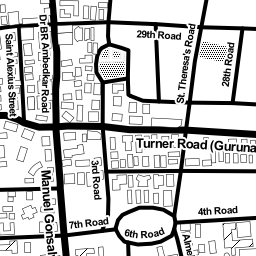 29th Road
St. Theresa's Road
28th Road
Dr BR Ambedkar Road
Saint Alexius Street
Turner Road (Guruna
3rd Road
Manuel Gonsal
7th Road
6th Road
4th Road
Alme